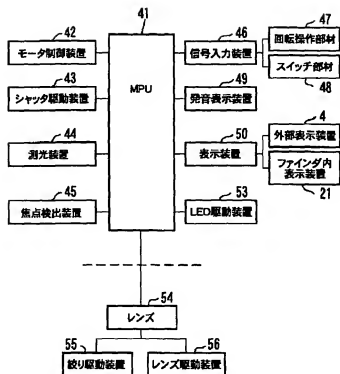 41
MPU
42
モータ制御装置
43
シャッタ駆動装置
44
測光装置
45
焦点検出装置
46
信号入力装置
47
回転操作部材
スイッチ部材
48
49
発音表示装置
50
表示装置
4
外部表示装置
ファインダ内
表示装置
21
53
LED駆動装置
54
レンズ
55
絞り駆動装置
56
レンズ駆動装置